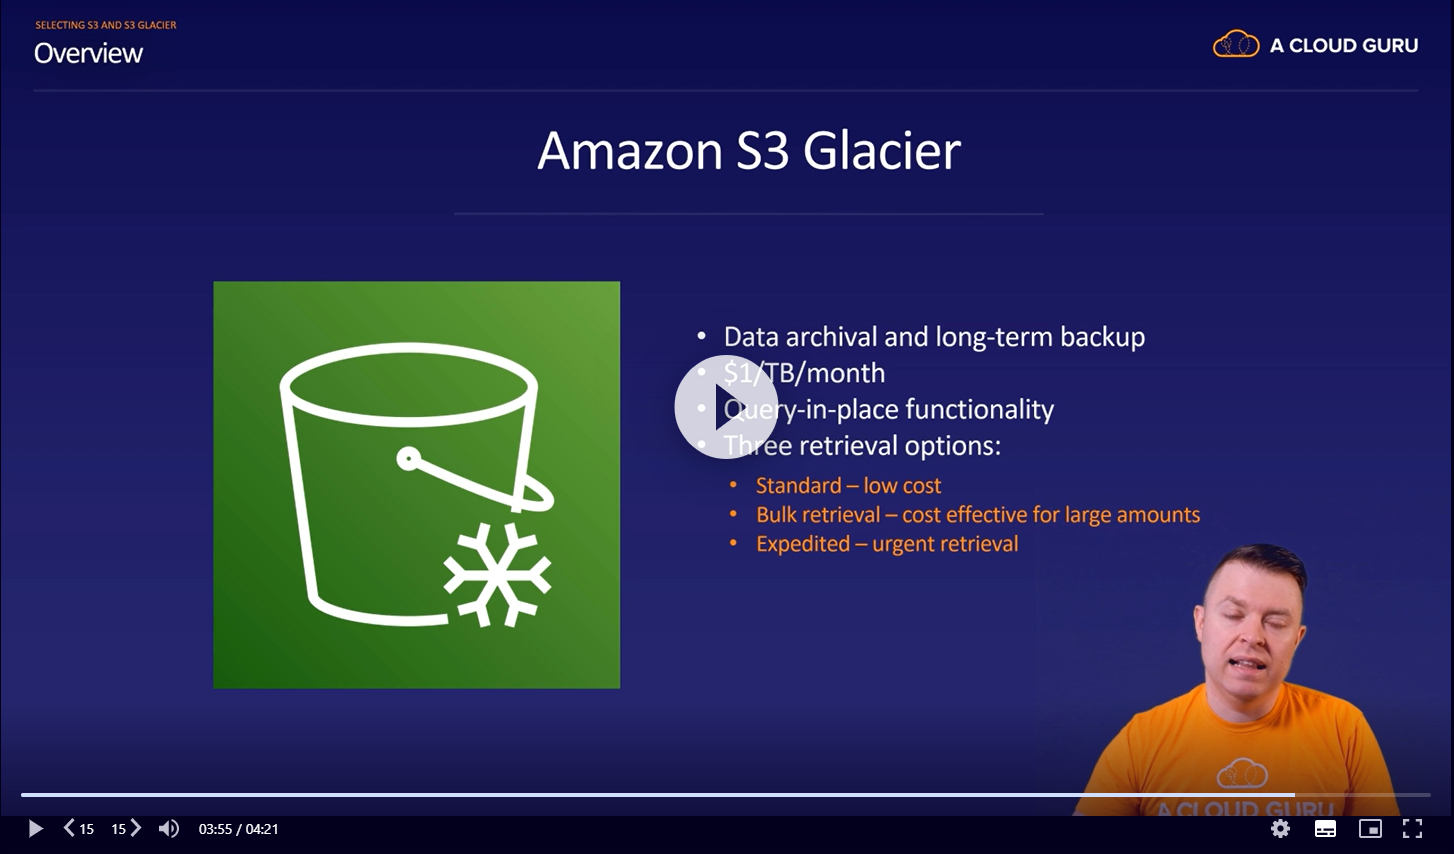 SELECTING S3 AND S3 GLACIER
Overview
A CLOUD GURU
Amazon S3 Glacier
• Data archival and long-term backup
• $1/TB/month
• Query-in-place functionality
• Three retrieval options:
• Standard – low cost
• Bulk retrieval – cost effective for large amounts
• Expedited – urgent retrieval
A CLOUD GURU
15 15 03:55 / 04:21